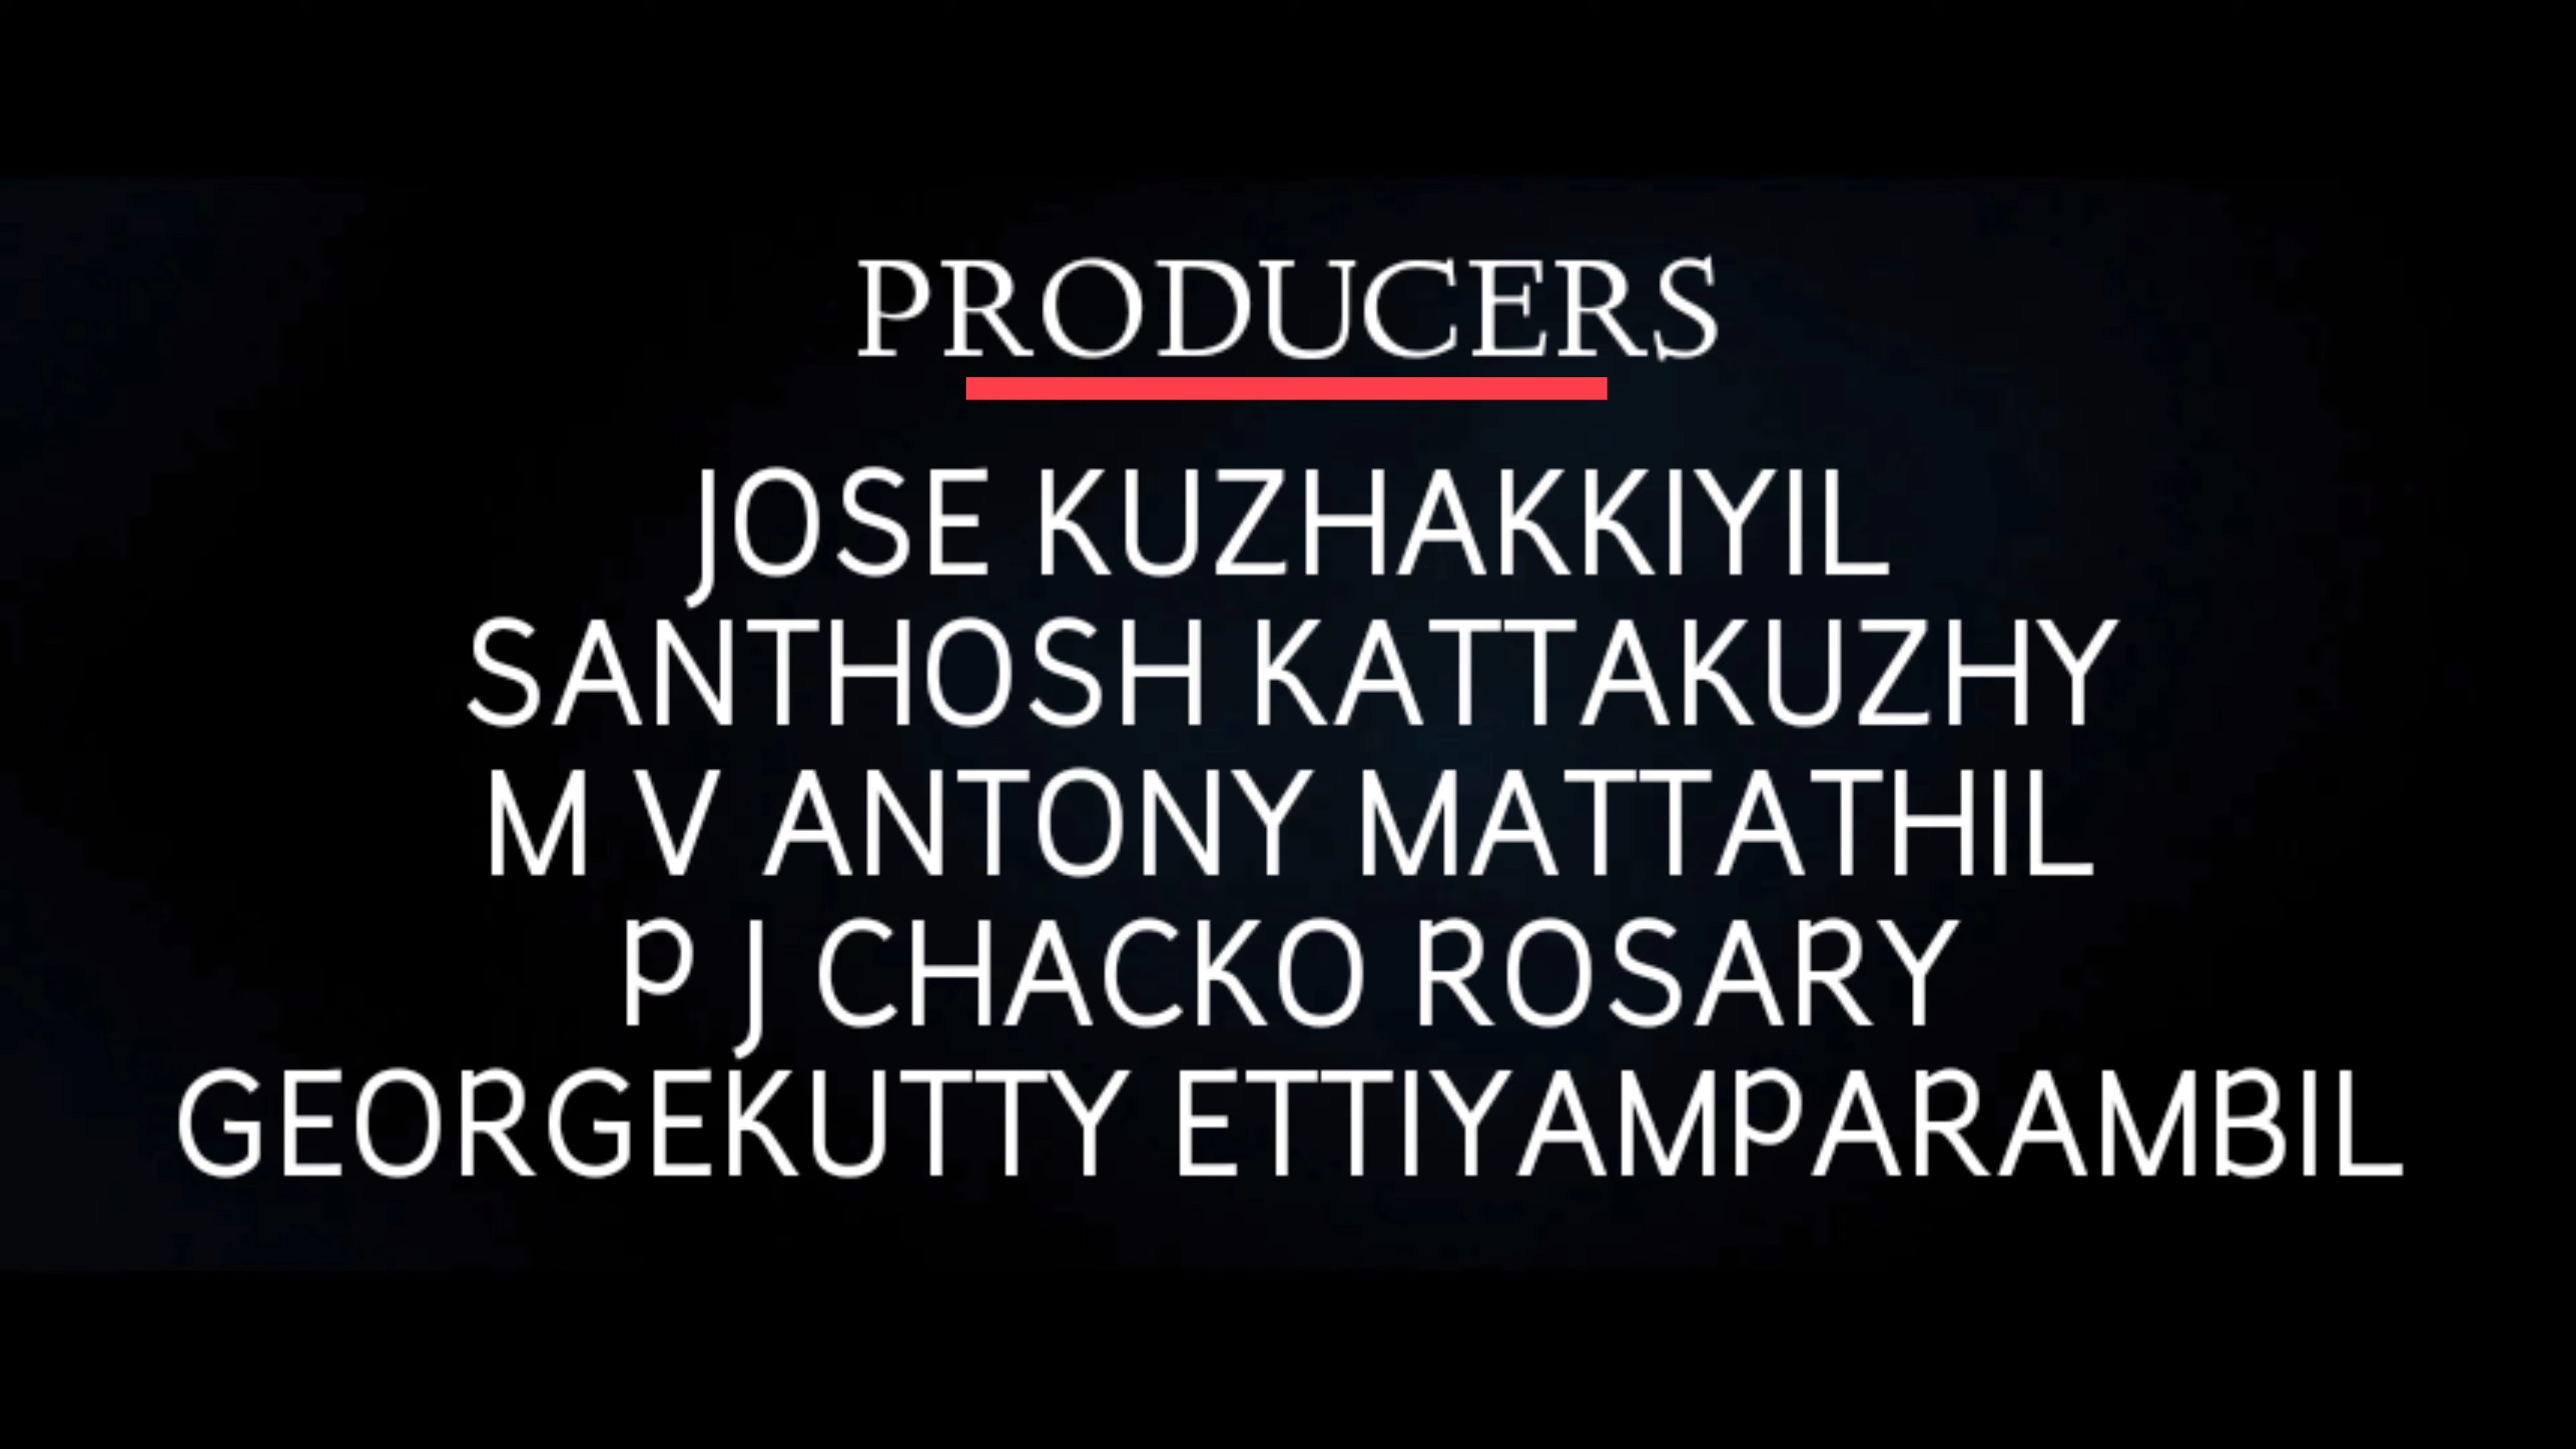 PRODUCERS
JOSE KUZHAKKIYIL
SANTHOSH KATTAKUZHY
M V ANTONY MATTATHIL
P J CHACKO ROSARY
GEORGEKUTTY ETTIYAMPARAMBIL